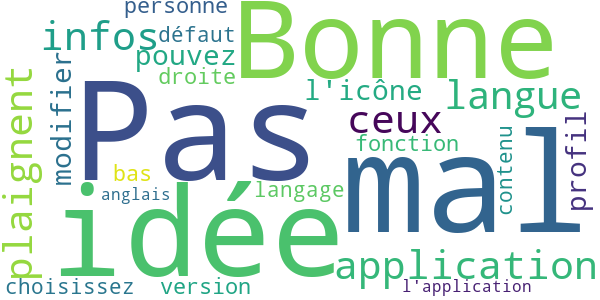 personne
Bonne
infos
défaut
pouvez
droite
l'icône
langue
plaignent
modifier
Pas
ceux
fonction
mal
contenu
profil
bas
anglais
langage
idée
application
choisissez
version
l'application